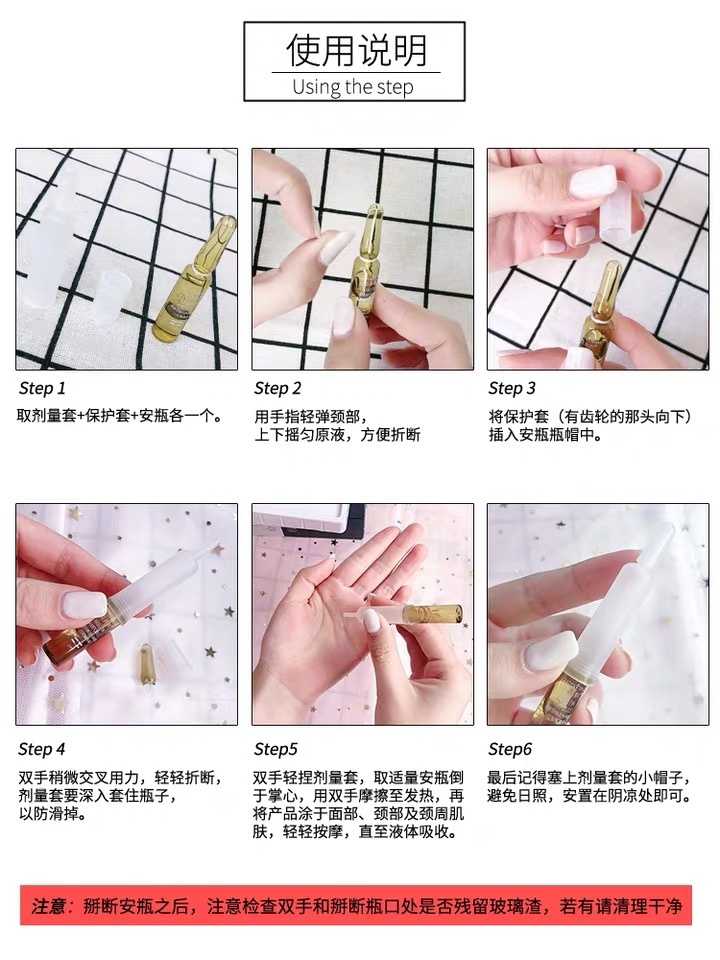 使用说明
Using the step
Step 1
取剂量套+保护套+安瓶各一个。
Step 2
用手指轻弹颈部，
上下摇匀原液，方便折断
Step 3
将保护套（有齿轮的那头向下）
插入安瓶瓶帽中。
Step 4
双手稍微交叉用力，轻轻折断，
剂量套要深入套住瓶子，
以防滑掉。
Step5
双手轻捏剂量套，取适量安瓶倒
于掌心，用双手摩擦至发热，再
将产品涂于面部、颈部及颈周肌
肤，轻轻按摩，直至液体吸收。
Step6
最后记得塞上剂量套的小帽子，
避免日照，安置在阴凉处即可。
注意：掰断安瓶之后，注意检查双手和掰断瓶口处是否残留玻璃渣，若有请清理干净